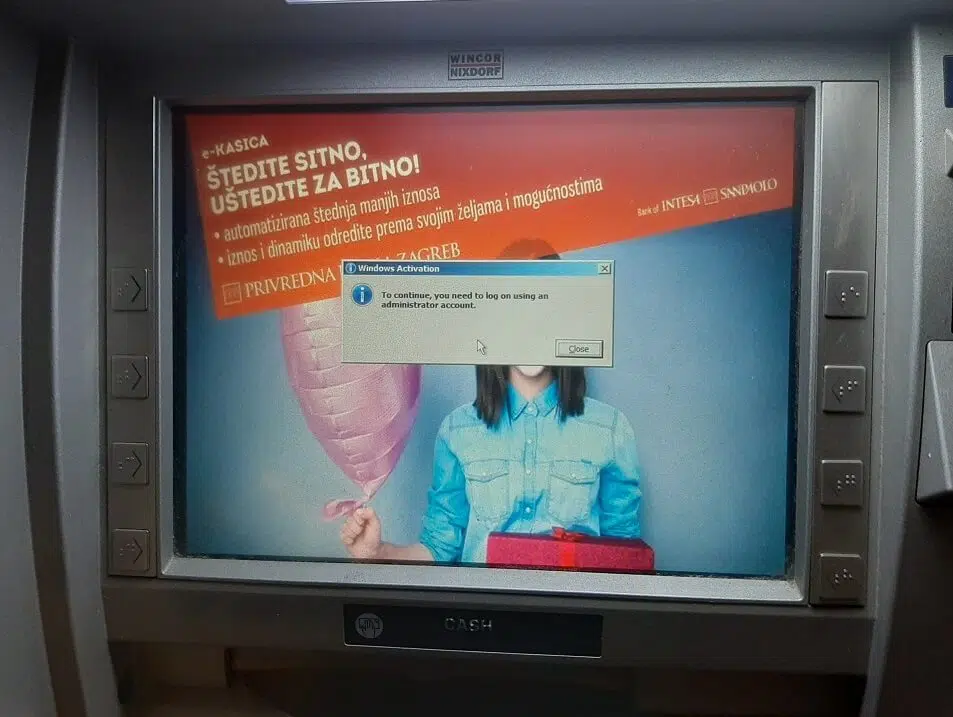 WINCOR
NIXDORF
e-KASICA
ŠTEDITE SITNO,
UŠTEDITE ZA BITNO!
• automatizirana štednja manjih iznosa
• iznos i dinamiku odredite prema svojim željama i mogućnostima
Bank of INTESA SANPAOLO
PRIVREDNA ZAGREB
Windows Activation
To continue, you need to log on using an
administrator account.
Close
CASH